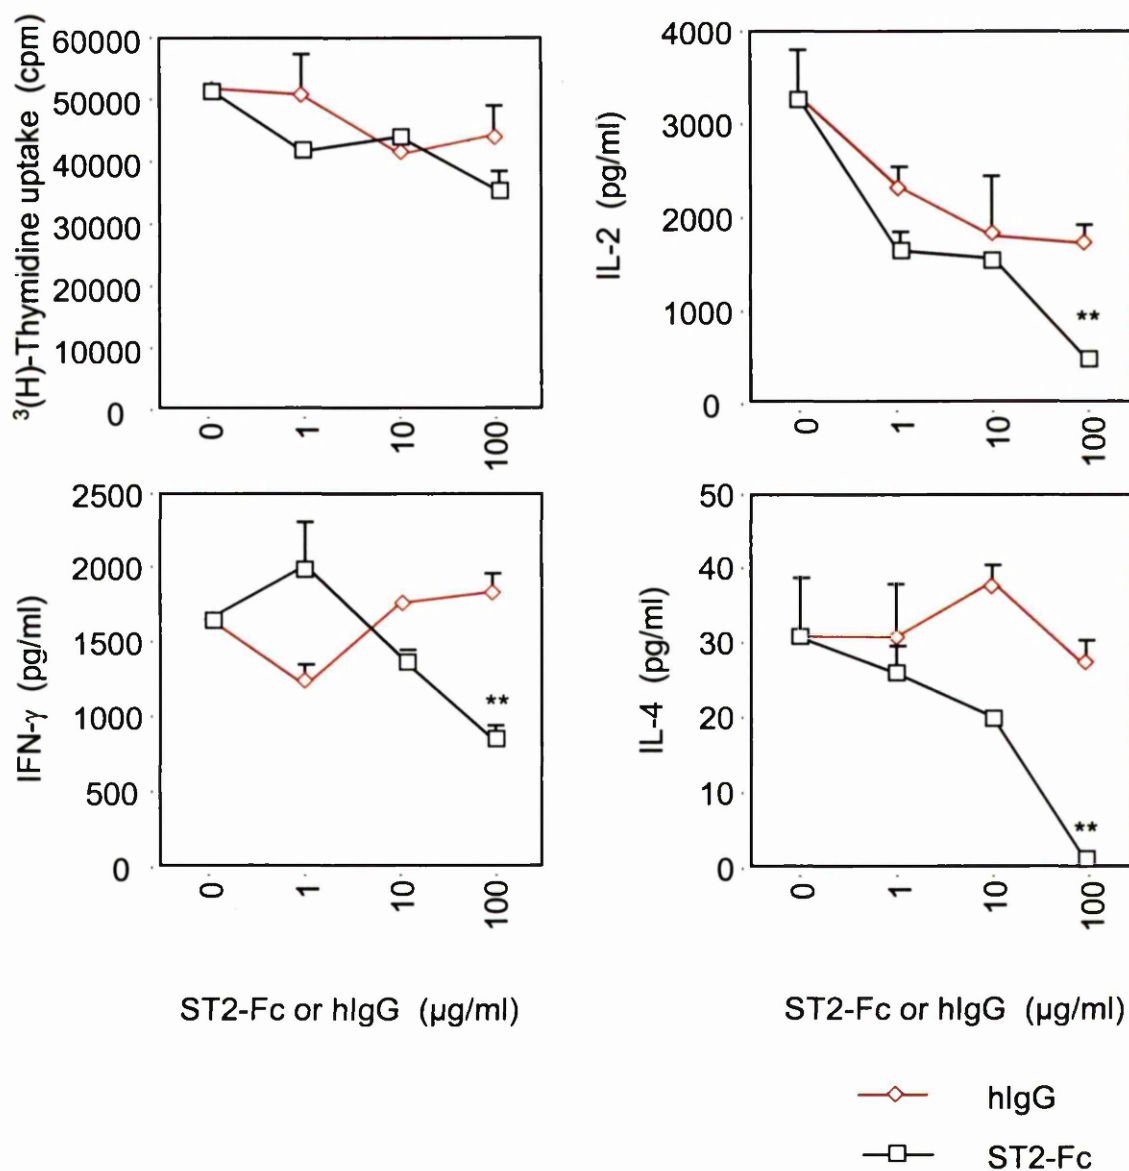 ³(H)-Thymidine uptake (cpm)
60000
50000
40000
30000
20000
10000
0
0 1 10 100
IL-2 (pg/ml)
4000
3000
2000
1000
0
**
0 1 10 100
IFN-γ (pg/ml)
2500
2000
1500
1000
500
0
**
0 1 10 100
IL-4 (pg/ml)
50
40
30
20
10
0
**
0 1 10 100
ST2-Fc or hIgG (µg/ml)
ST2-Fc or hIgG (µg/ml)
hIgG
ST2-Fc